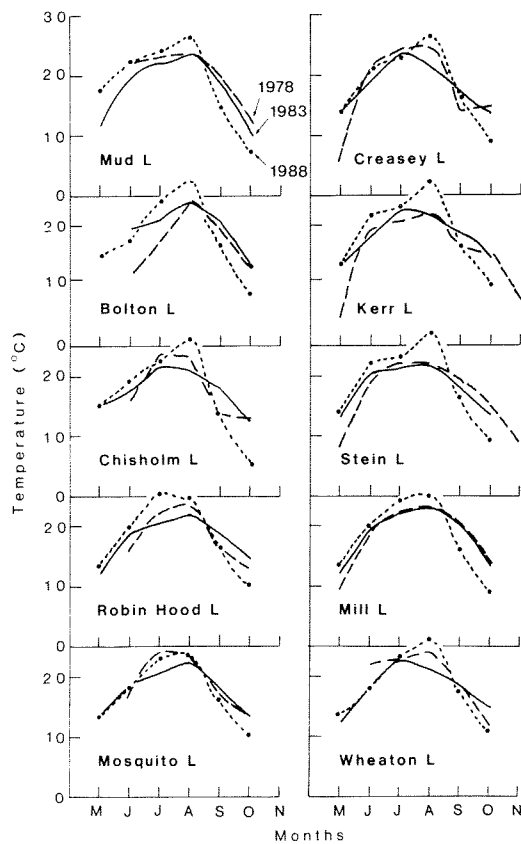 30
20
10
0
Mud L
1978
1983
1988
Creasey L
20
10
0
Bolton L
Kerr L
20
10
0
Chisholm L
Stein L
20
10
0
Robin Hood L
Mill L
20
10
0
Mosquito L
Wheaton L
M J J A S O N
M J J A S O N
Temperature (°C)
Months